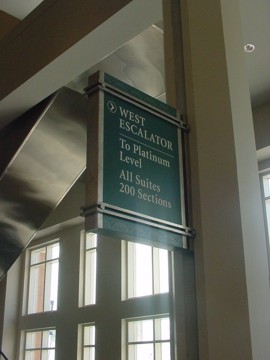 WEST
ESCALATOR
To Platinum
Level
All Suites
200 Sections